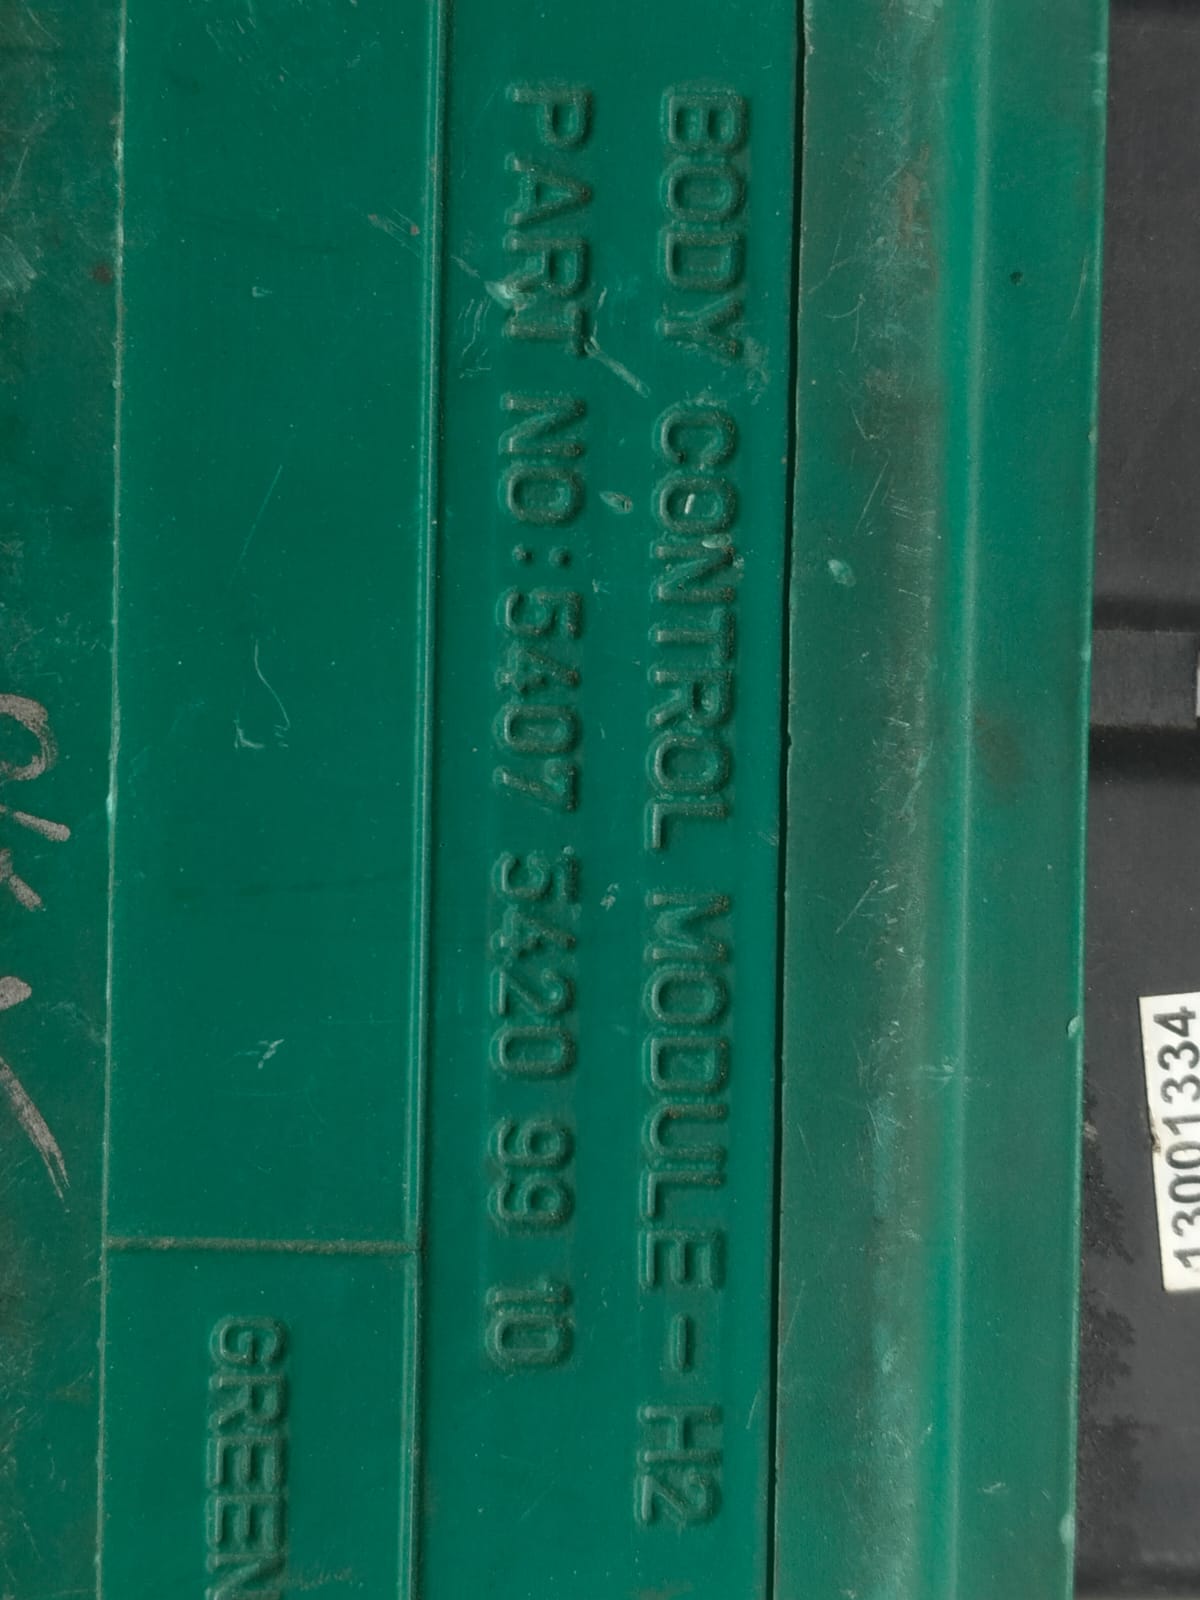 BODY CONTROL MODULE-H2
PART NO:5407 5420 99 10
GREEN
13001334